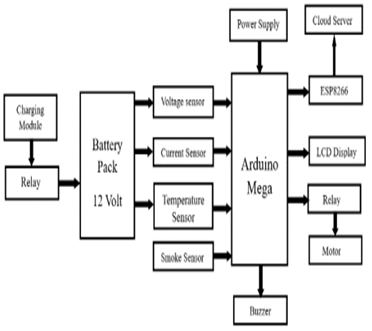 Power Supply
Cloud Server
Charging
Module
Relay
Battery
Pack
12 Volt
Voltage sensor
Current Sensor
Temperature
Sensor
Smoke Sensor
Arduino
Mega
ESP8266
LCD Display
Relay
Motor
Buzzer